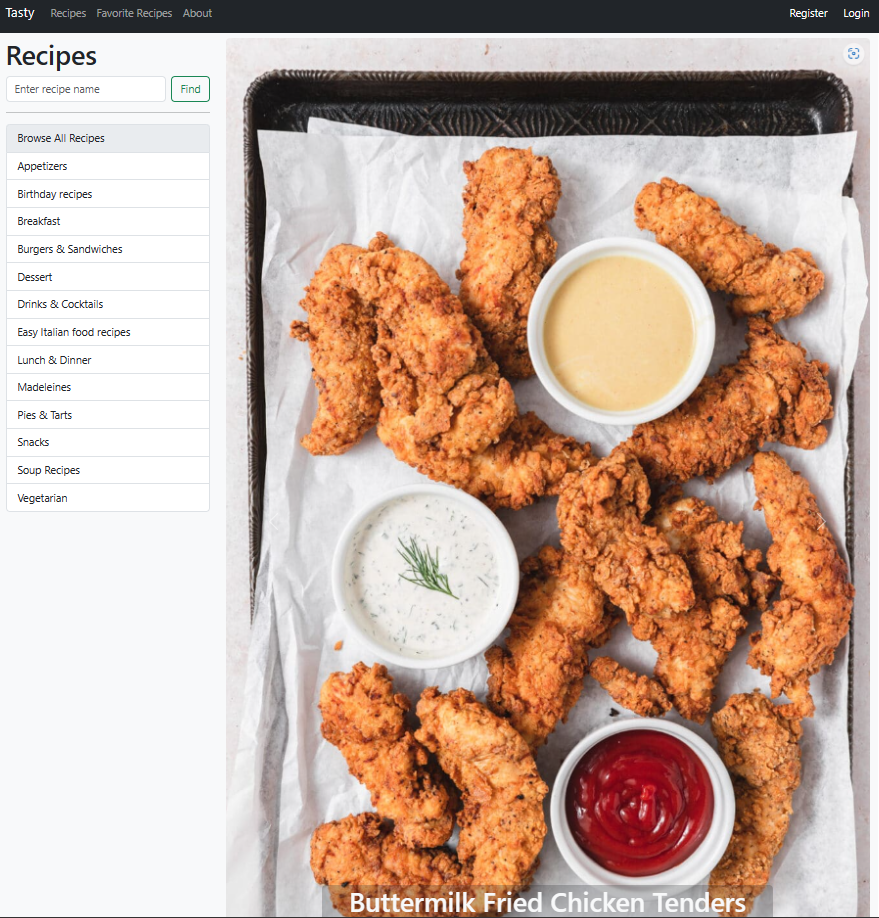 Tasty Recipes Favorite Recipes About Register Login
Recipes
Enter recipe name Find
Browse All Recipes
Appetizers
Birthday recipes
Breakfast
Burgers & Sandwiches
Dessert
Drinks & Cocktails
Easy Italian food recipes
Lunch & Dinner
Madeleines
Pies & Tarts
Snacks
Soup Recipes
Vegetarian
Buttermilk Fried Chicken Tenders